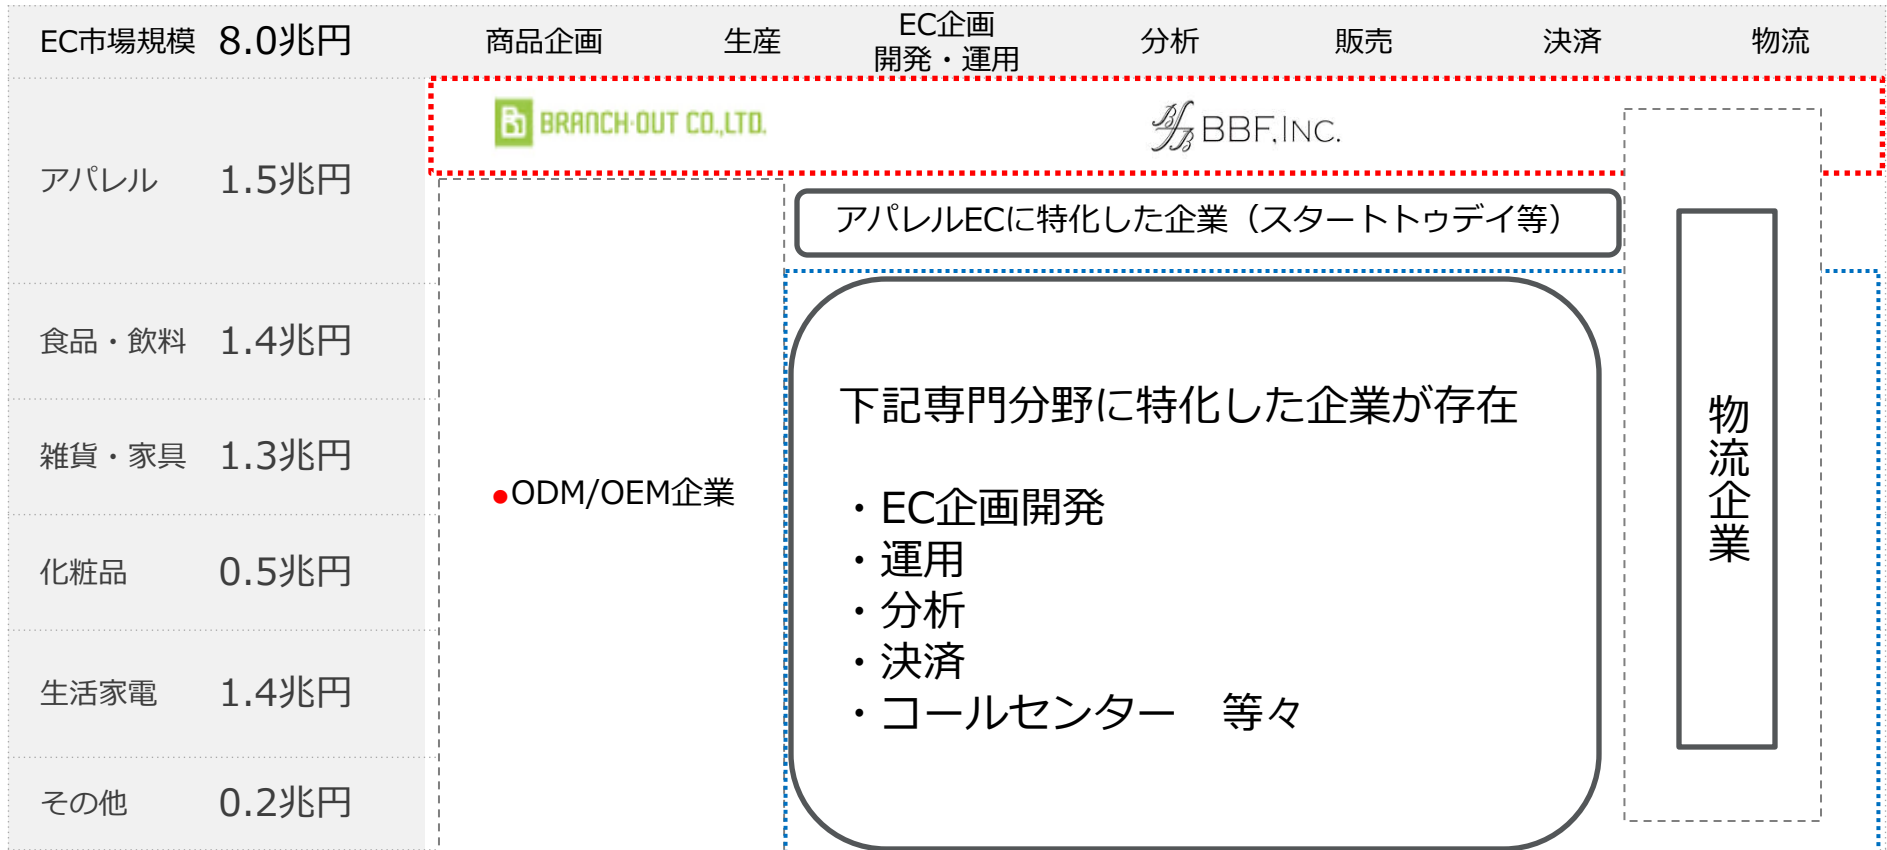 EC市場規模 8.0兆円
商品企画
生産
EC企画
開発・運用
分析
販売
決済
物流
BRANCH·OUT CO.,LTD.
BBF,INC.
アパレル 1.5兆円
アパレルECに特化した企業（スタートトゥデイ等）
食品・飲料 1.4兆円
雑貨・家具 1.3兆円
化粧品 0.5兆円
生活家電 1.4兆円
その他 0.2兆円
●ODM/OEM企業
下記専門分野に特化した企業が存在
・EC企画開発
・運用
・分析
・決済
・コールセンター　等々
物流企業